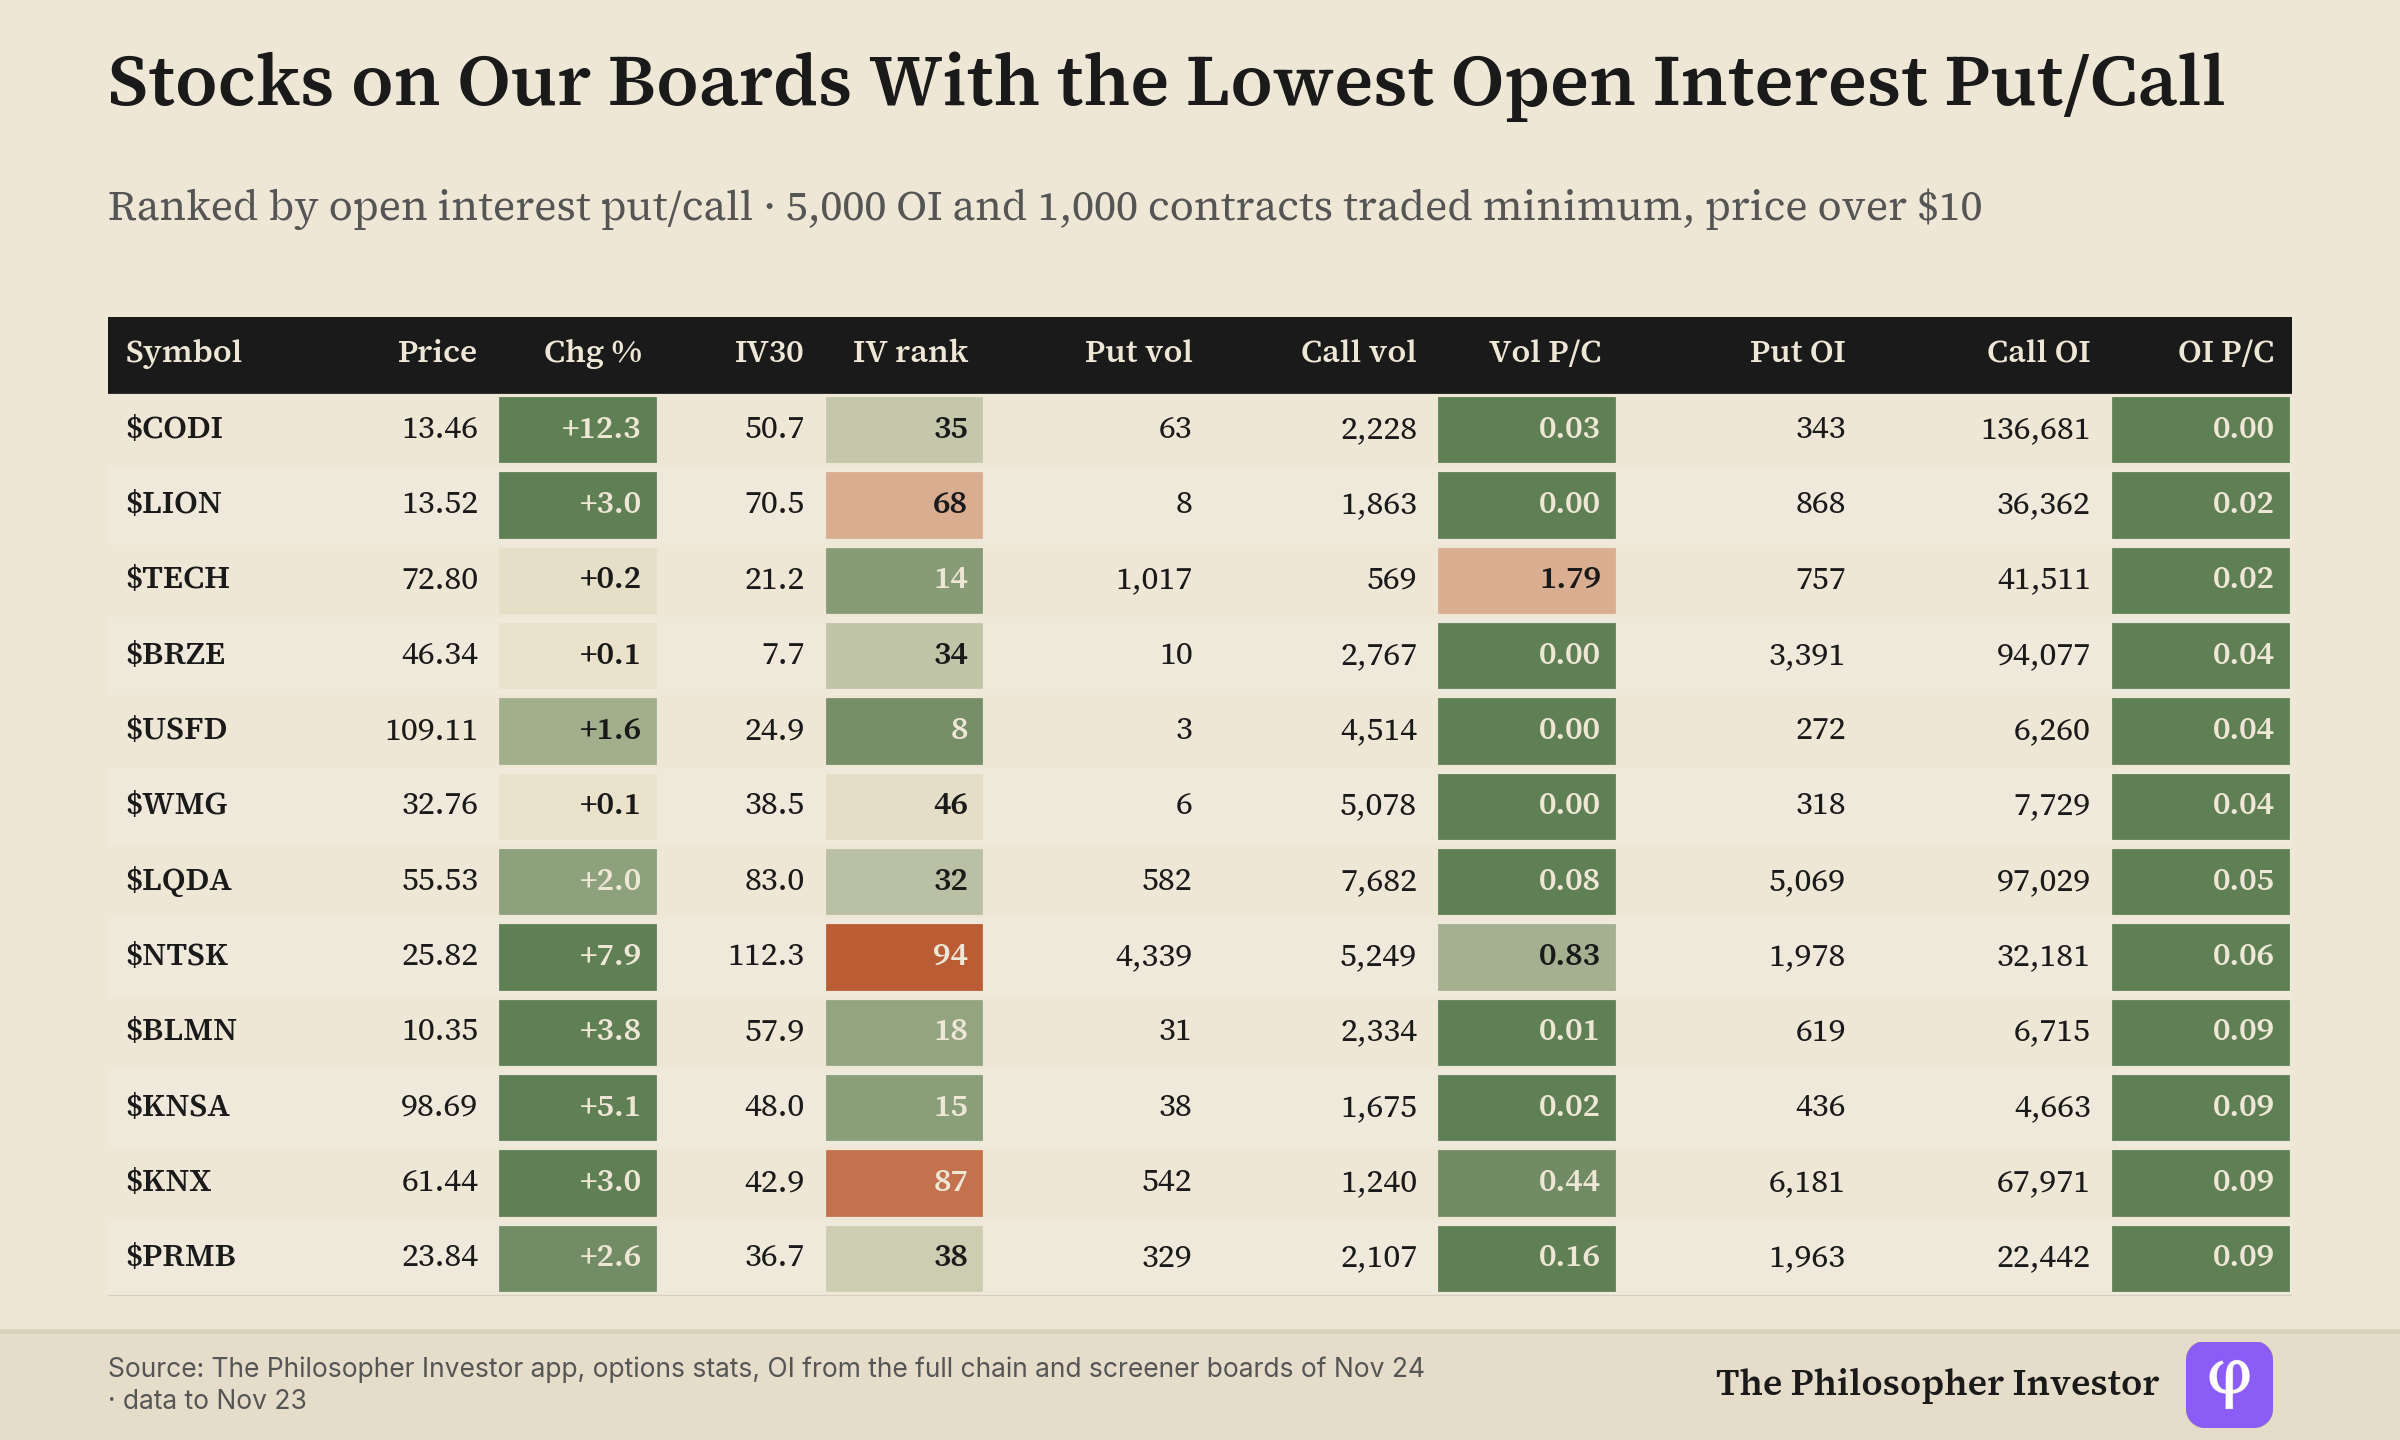 Stocks on Our Boards With the Lowest Open Interest Put/Call
Ranked by open interest put/call · 5,000 OI and 1,000 contracts traded minimum, price over $10
Symbol Price Chg % IV30 IV rank Put vol Call vol Vol P/C Put OI Call OI OI P/C
$CODI 13.46 +12.3 50.7 35 63 2,228 0.03 343 136,681 0.00
$LION 13.52 +3.0 70.5 68 8 1,863 0.00 868 36,362 0.02
$TECH 72.80 +0.2 21.2 14 1,017 569 1.79 757 41,511 0.02
$BRZE 46.34 +0.1 7.7 34 10 2,767 0.00 3,391 94,077 0.04
$USFD 109.11 +1.6 24.9 8 3 4,514 0.00 272 6,260 0.04
$WMG 32.76 +0.1 38.5 46 6 5,078 0.00 318 7,729 0.04
$LQDA 55.53 +2.0 83.0 32 582 7,682 0.08 5,069 97,029 0.05
$NTSK 25.82 +7.9 112.3 94 4,339 5,249 0.83 1,978 32,181 0.06
$BLMN 10.35 +3.8 57.9 18 31 2,334 0.01 619 6,715 0.09
$KNSA 98.69 +5.1 48.0 15 38 1,675 0.02 436 4,663 0.09
$KNX 61.44 +3.0 42.9 87 542 1,240 0.44 6,181 67,971 0.09
$PRMB 23.84 +2.6 36.7 38 329 2,107 0.16 1,963 22,442 0.09
Source: The Philosopher Investor app, options stats, OI from the full chain and screener boards of Nov 24
· data to Nov 23
The Philosopher Investor φ